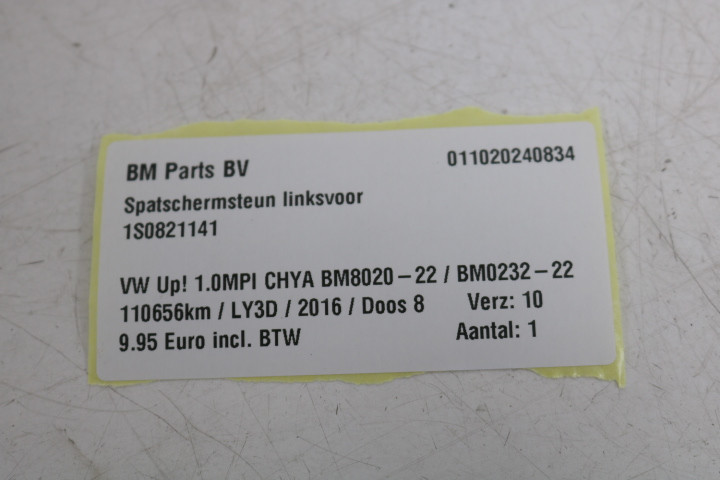 BM Parts BV 011020240834
Spatschermsteun linksvoor
1S0821141
VW Up! 1.0MPI CHYA BM8020-22 / BM0232-22
110656km / LY3D / 2016 / Doos 8 Verz: 10
9.95 Euro incl. BTW Aantal: 1